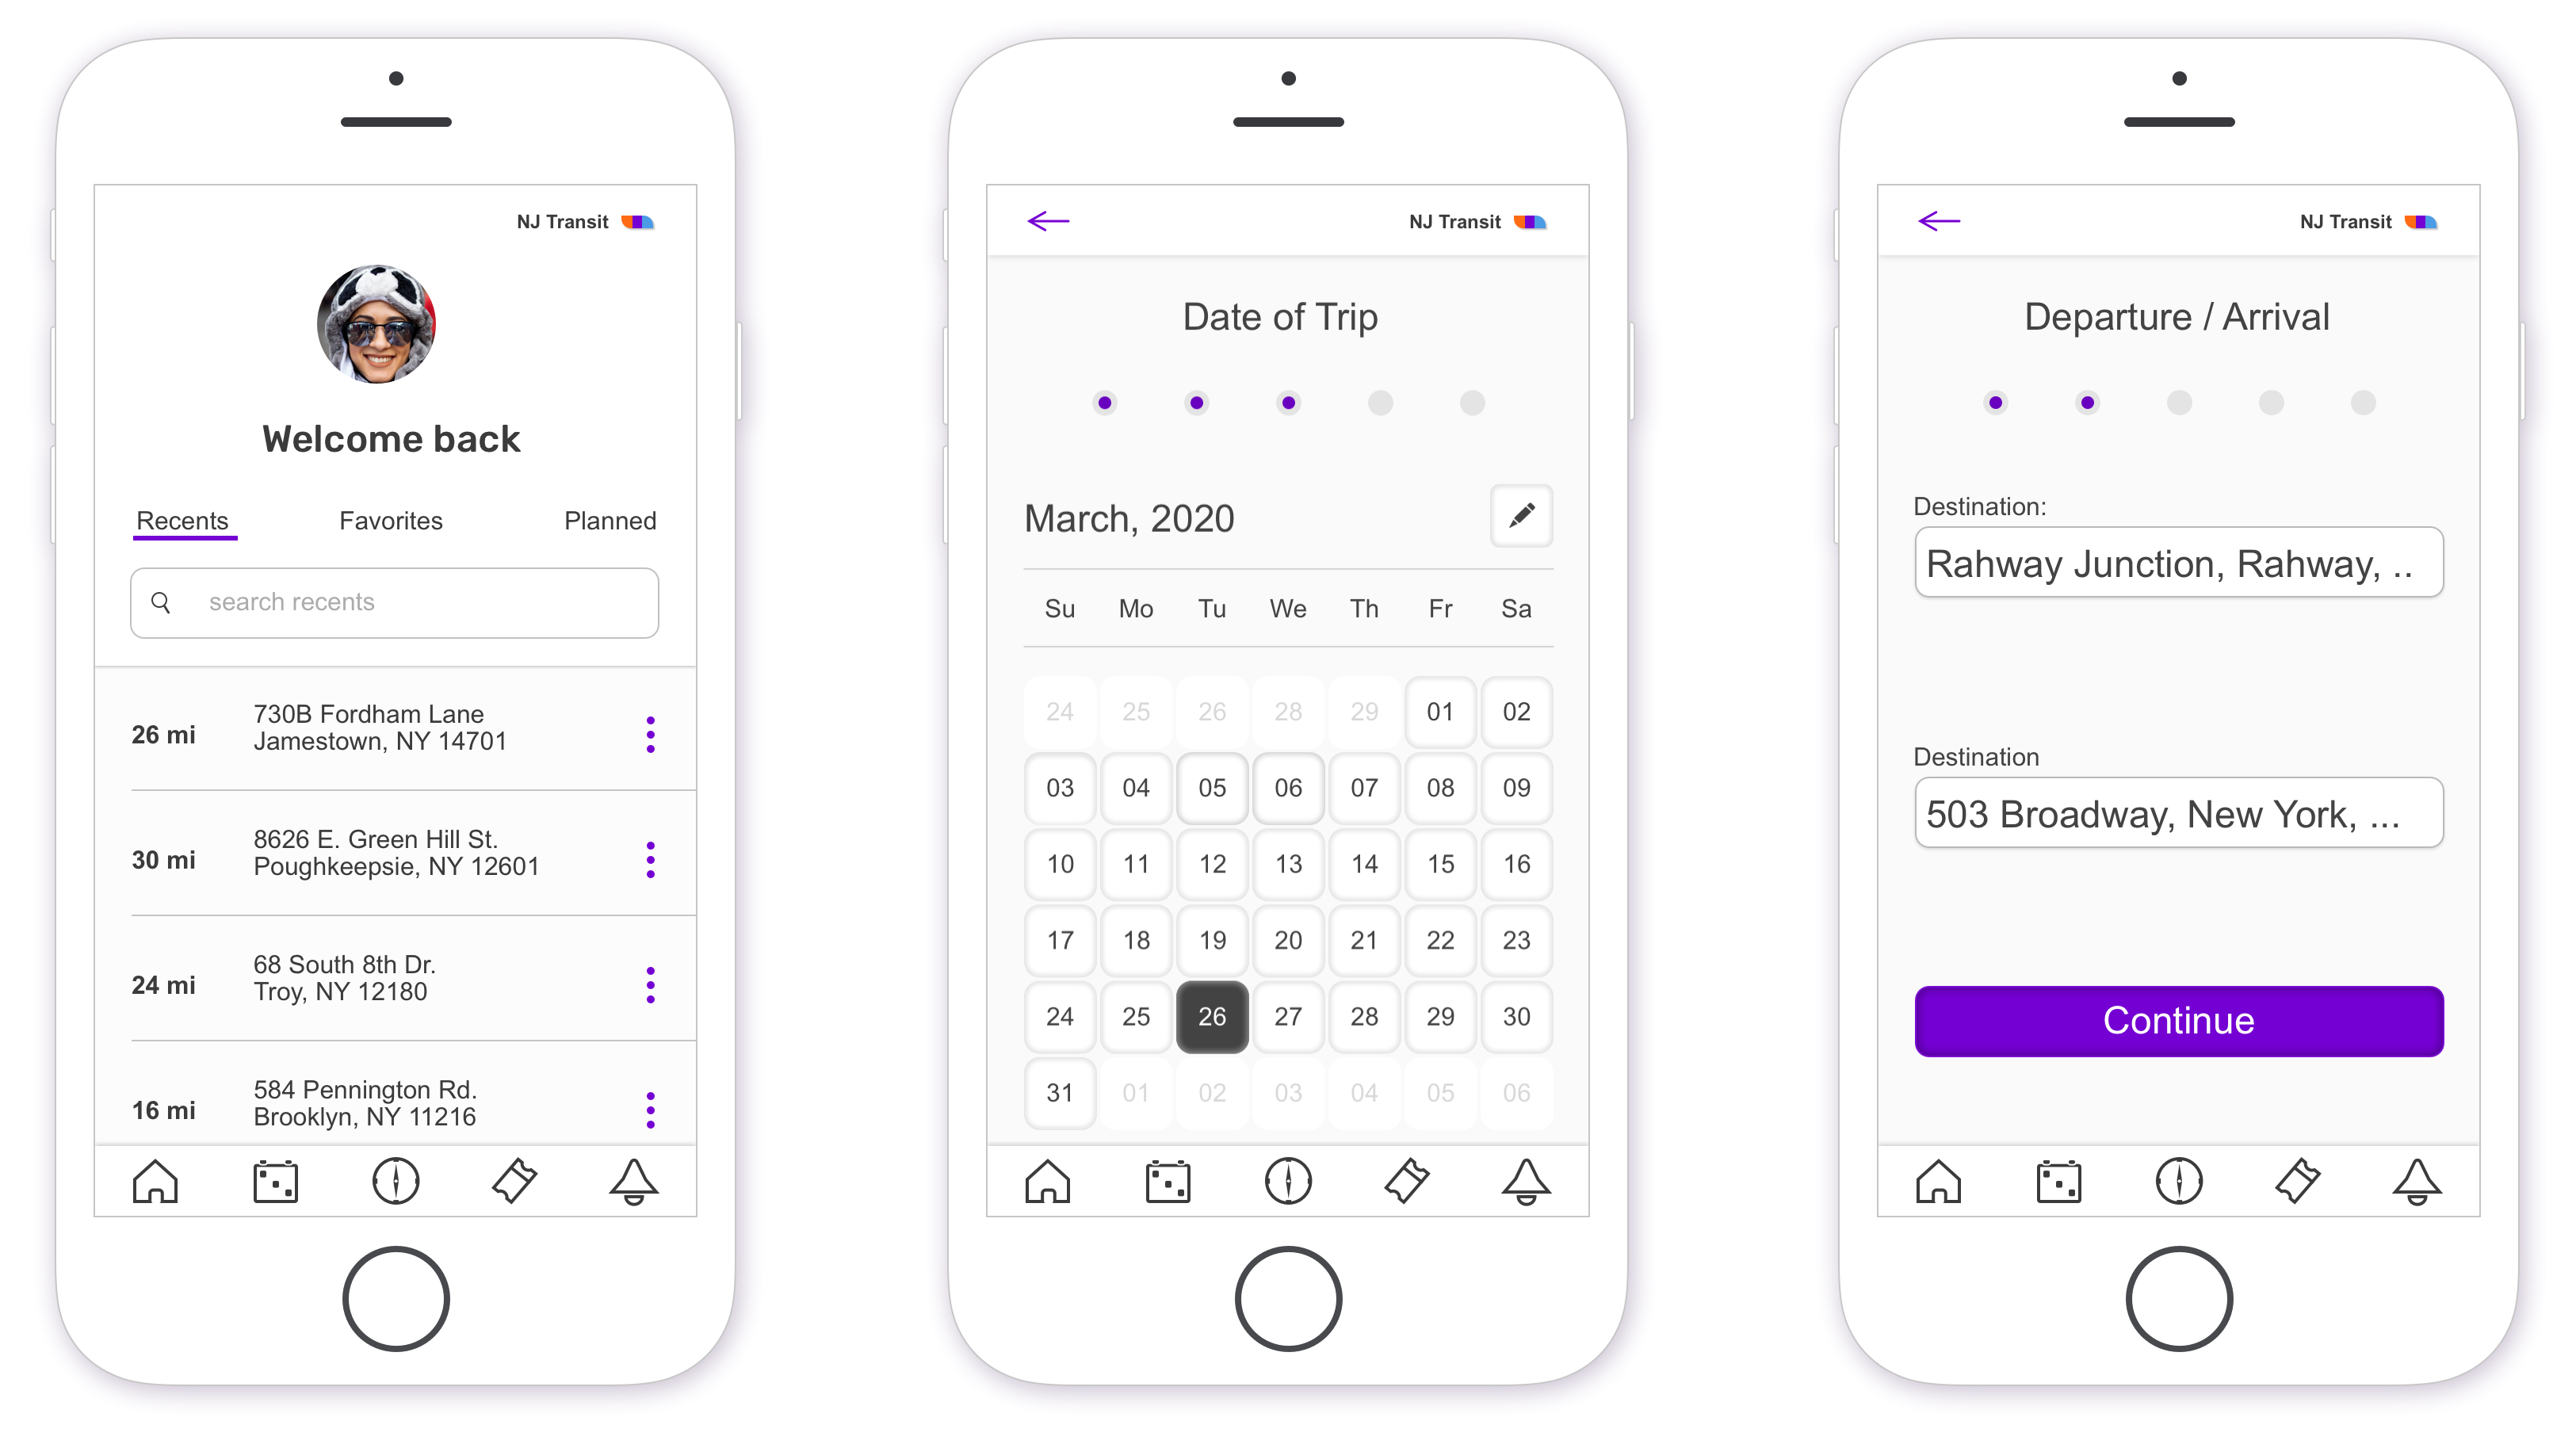 NJ Transit
Welcome back
Recents Favorites Planned
search recents
26 mi
730B Fordham Lane
Jamestown, NY 14701
30 mi
8626 E. Green Hill St.
Poughkeepsie, NY 12601
24 mi
68 South 8th Dr.
Troy, NY 12180
16 mi
584 Pennington Rd.
Brooklyn, NY 11216
NJ Transit
Date of Trip
March, 2020
Su Mo Tu We Th Fr Sa
24 25 26 28 29 01 02
03 04 05 06 07 08 09
10 11 12 13 14 15 16
17 18 19 20 21 22 23
24 25 26 27 28 29 30
31 01 02 03 04 05 06
NJ Transit
Departure / Arrival
Destination:
Rahway Junction, Rahway, ..
Destination
503 Broadway, New York, ...
Continue